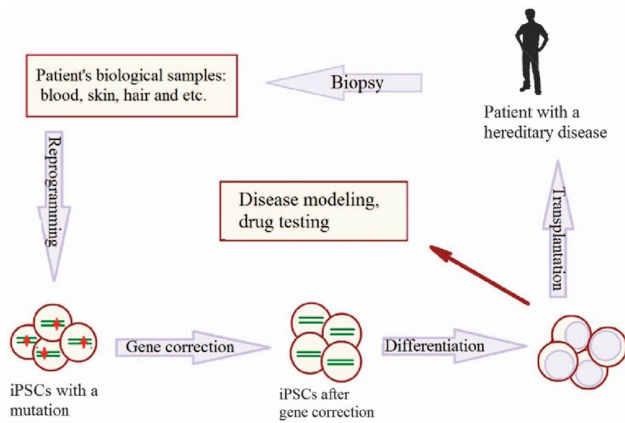 Patient's biological samples:
blood, skin, hair and etc.
Biopsy
Patient with a
hereditary disease
Reprogramming
Disease modeling,
drug testing
Transplantation
Gene correction
Differentiation
iPSCs with a
mutation
iPSCs after
gene correction